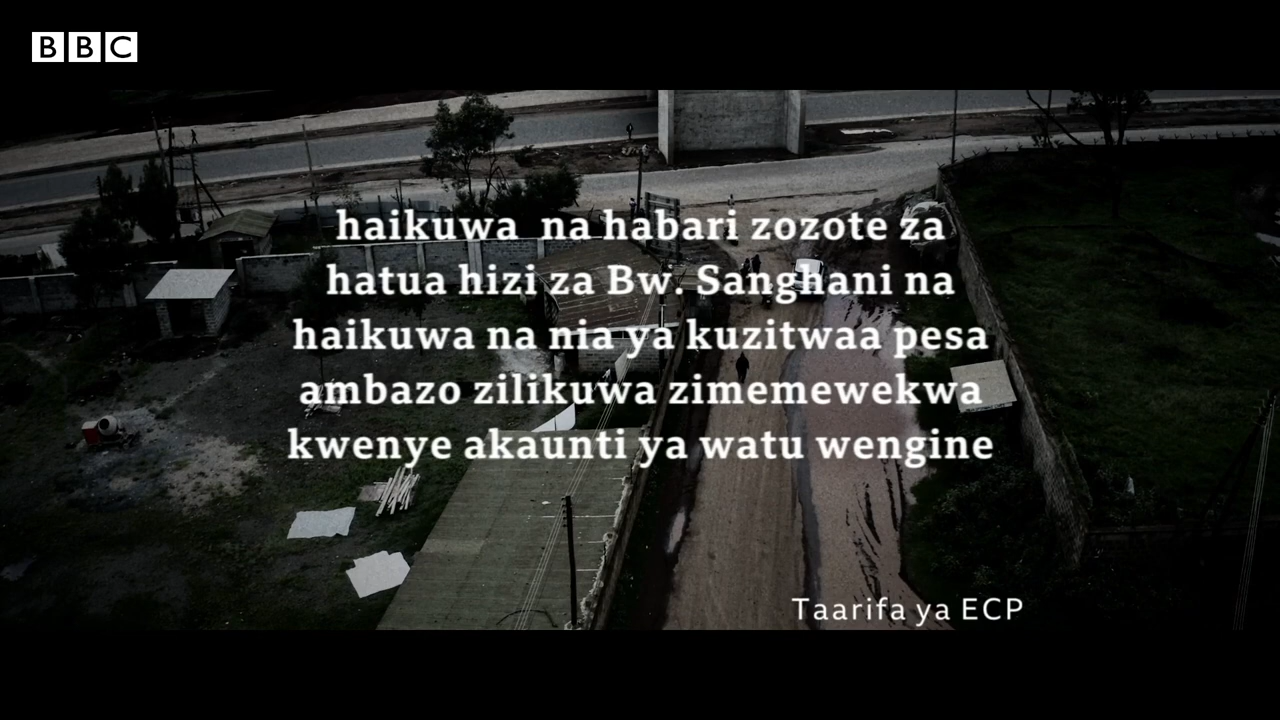 BBC
haikuwa na habari zozote za
hatua hizi za Bw. Sanghani na
haikuwa na nia ya kuzitwaa pesa
ambazo zilikuwa zimemewekwa
kwenye akaunti ya watu wengine
Taarifa ya ECP